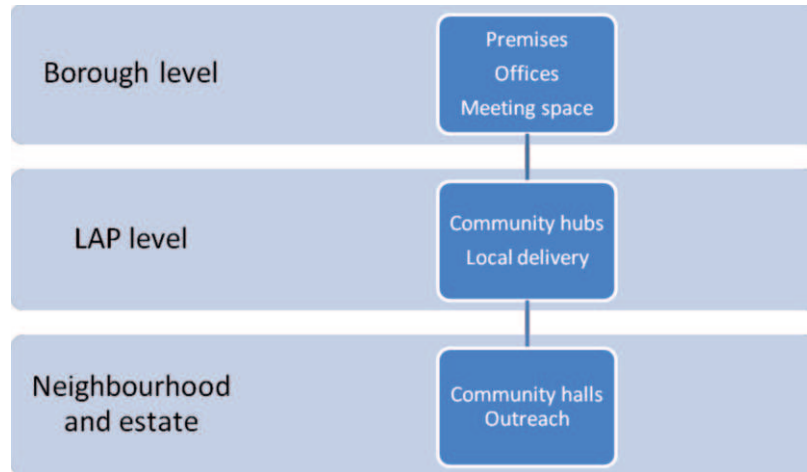 Borough level
Premises
Offices
Meeting space
LAP level
Community hubs
Local delivery
Neighbourhood
and estate
Community halls
Outreach